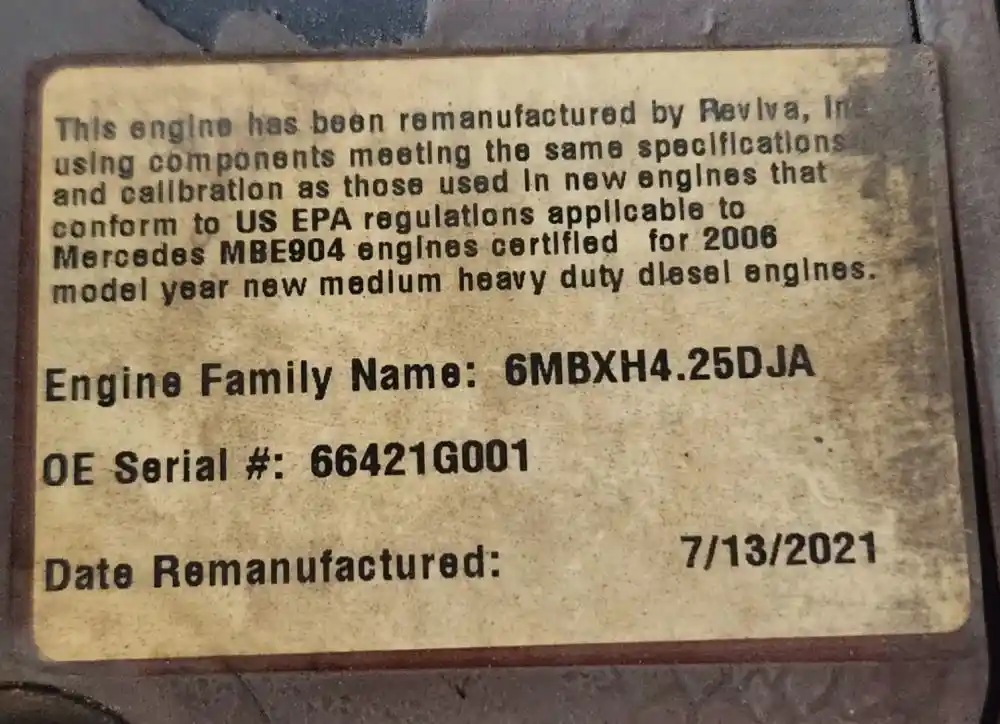 This engine has been remanufactured by Reviva, In
using components meeting the same specifications
and calibration as those used in new engines that
conform to US EPA regulations applicable to
Mercedes MBE904 engines certified for 2006
model year new medium heavy duty diesel engines.
Engine Family Name: 6MBXH4.25DJA
OE Serial #: 66421G001
Date Remanufactured: 7/13/2021